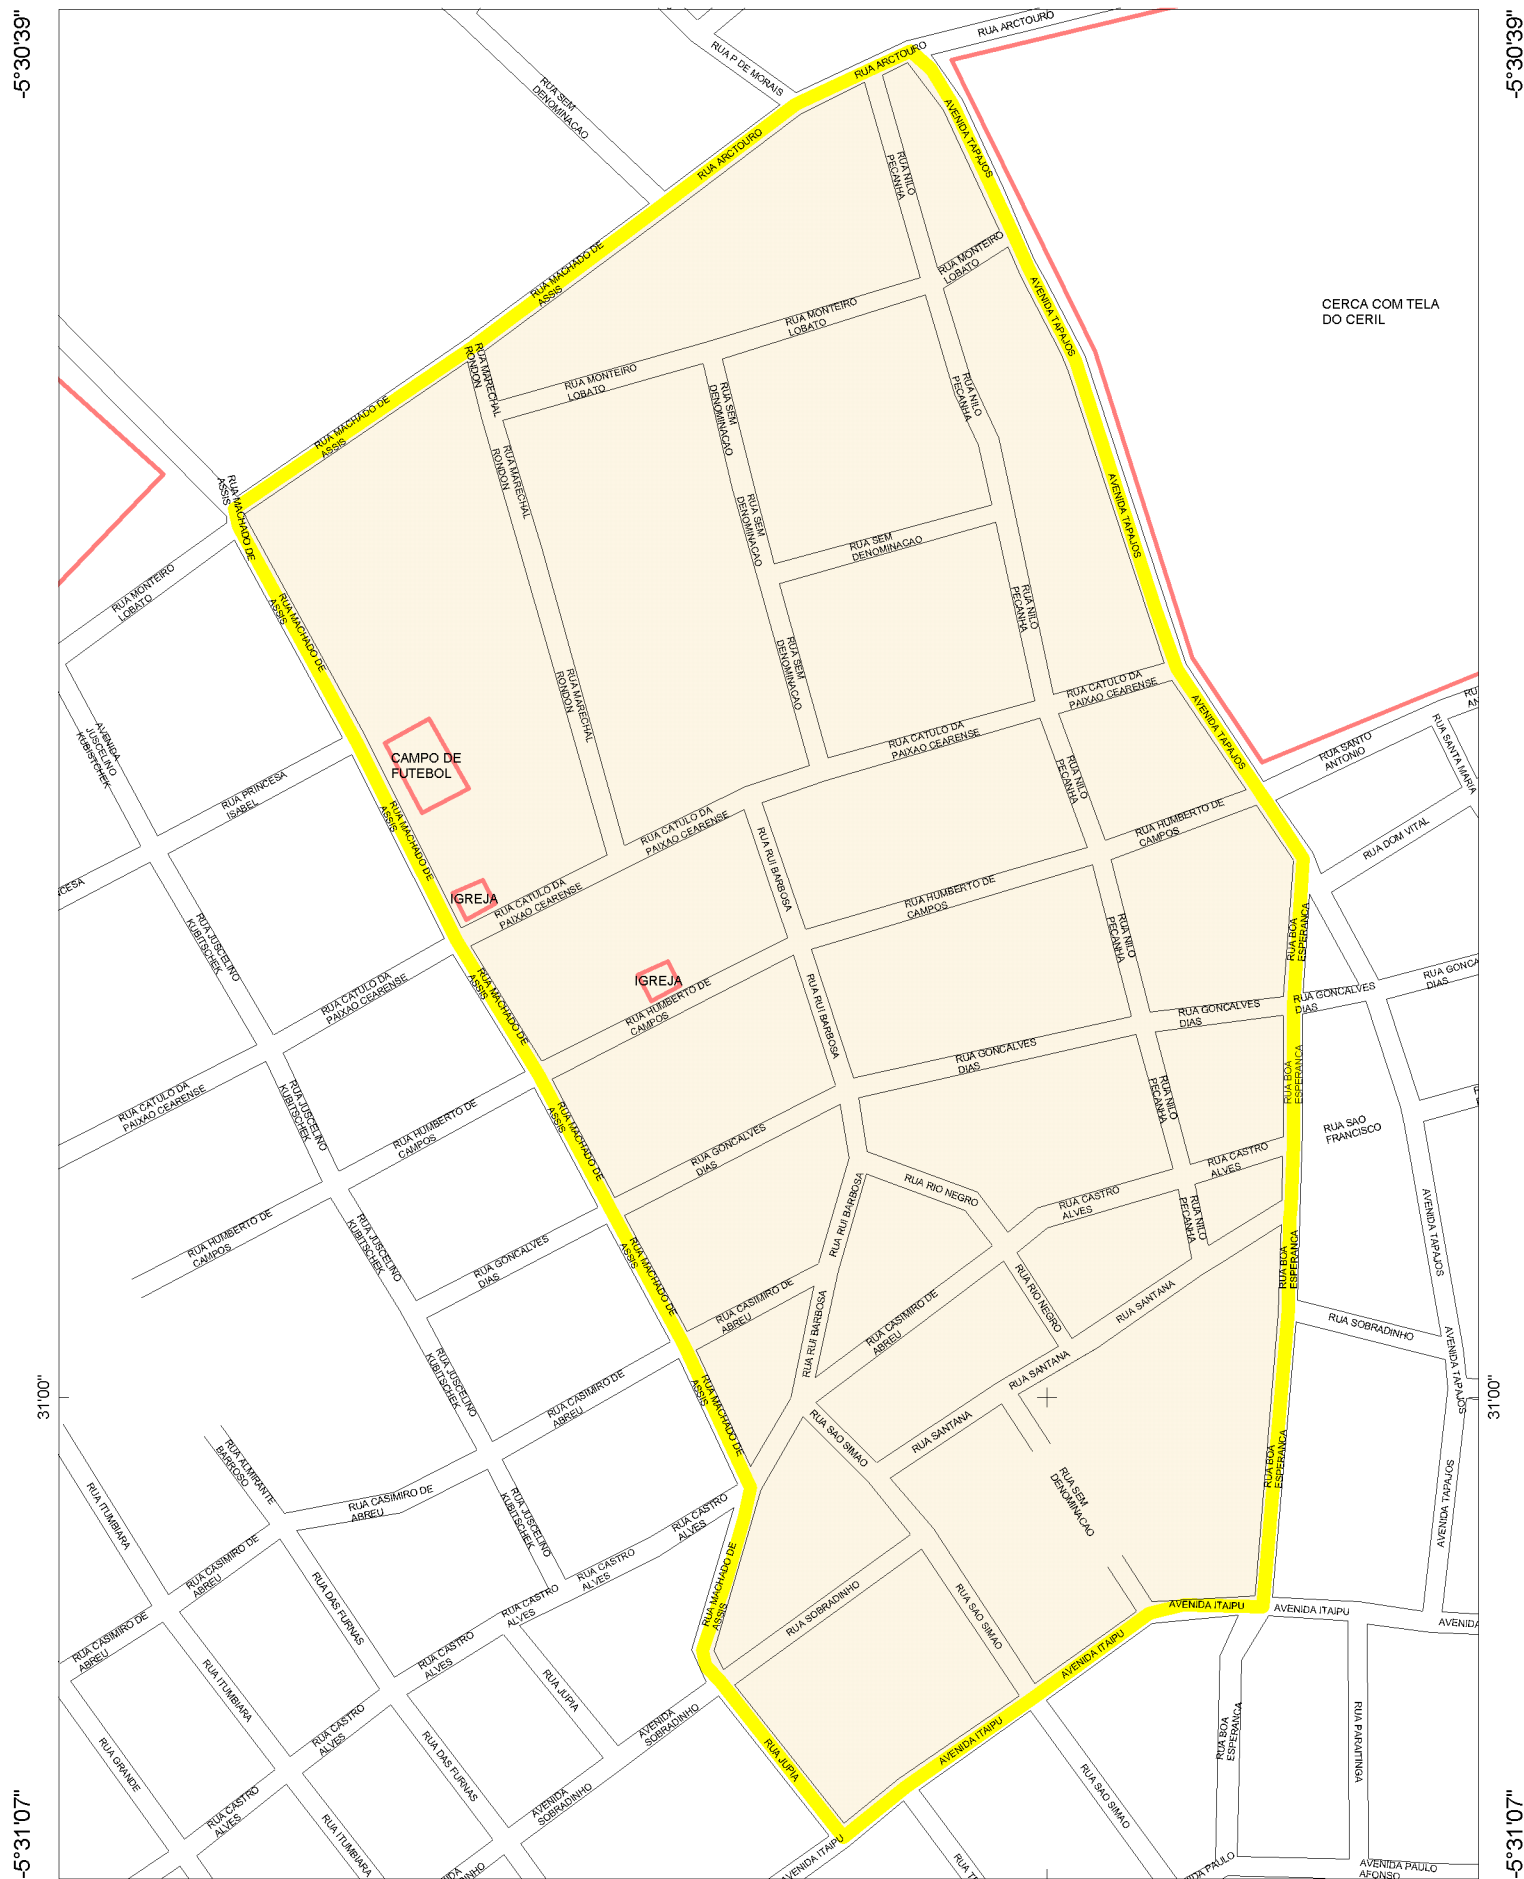 -5°30'39"
-5°30'39"
RUA ARCTOURO
RUA ARCTOURO
RUA P DE MORAIS
RUA SEM
DENOMINACAO
AVENIDA TAPAJOS
RUA ARCTOURO
RUA NILO
PECANHA
RUA MONTEIRO
LOBATO
RUA MACHADO DE
ASSIS
AVENIDA TAPAJOS
CERCA COM TELA
DO CERIL
RUA MONTEIRO
LOBATO
RUA MARECHAL
RONDON
RUA MONTEIRO
LOBATO
RUA SEM
DENOMINACAO
RUA NILO
PECANHA
RUA MACHADO DE
ASSIS
RUA MARECHAL
RONDON
RUA MACHADO DE
ASSIS
RUA SEM
DENOMINACAO
RUA SEM
DENOMINACAO
AVENIDA TAPAJOS
RUA MONTEIRO
LOBATO
RUA MACHADO DE
ASSIS
RUA NILO
PECANHA
RUA SEM
DENOMINACAO
RUA MARECHAL
RONDON
RUA CATULO DA
PAIXAO CEARENSE
AVENIDA TAPAJOS
RUA SANTO
ANTONIO
RU
AN
RUA SANTA MARIA
AVENIDA
JUSCELINO
KUBISTCHEK
CAMPO DE
FUTEBOL
RUA CATULO DA
PAIXAO CEARENSE
RUA NILO
PECANHA
RUA PRINCESA
ISABEL
RUA MACHADO DE
ASSIS
RUA CATULO DA
PAIXAO CEARENSE
RUA HUMBERTO DE
CAMPOS
RUA DOM VITAL
NCESA
IGREJA
RUA CATULO DA
PAIXAO CEARENSE
RUA RUI BARBOSA
RUA HUMBERTO DE
CAMPOS
RUA NILO
PECANHA
RUA BOA
ESPERANCA
RUA JUSCELINO
KUBITSCHEK
RUA CATULO DA
PAIXAO CEARENSE
RUA MACHADO DE
ASSIS
IGREJA
RUA HUMBERTO DE
CAMPOS
RUA RUI BARBOSA
RUA GONCALVES
DIAS
RUA GONCALVES
DIAS
RUA GONCA
DIAS
RUA GONCALVES
DIAS
RUA CATULO DA
PAIXAO CEARENSE
RUA JUSCELINO
KUBITSCHEK
RUA HUMBERTO DE
CAMPOS
RUA MACHADO DE
ASSIS
RUA GONCALVES
DIAS
RUA NILO
PECANHA
RUA BOA
ESPERANCA
RUA SAO
FRANCISCO
RUA CASTRO
ALVES
RUA RIO NEGRO
RUA CASTRO
ALVES
RUA NILO
PECANHA
AVENIDA TAPAJOS
RUA HUMBERTO DE
CAMPOS
RUA JUSCELINO
KUBITSCHEK
RUA GONCALVES
DIAS
RUA MACHADO DE
ASSIS
RUA RUI BARBOSA
RUA BOA
ESPERANCA
RUA CASIMIRO DE
ABREU
RUA RUI BARBOSA
RUA CASIMIRO DE
ABREU
RUA RIO NEGRO
RUA SANTANA
RUA SOBRADINHO
AVENIDA TAPAJOS
RUA JUSCELINO
KUBITSCHEK
RUA CASIMIRO DE
ABREU
RUA MACHADO DE
ASSIS
RUA SANTANA
31'00"
31'00"
RUA SAO SIMAO
RUA SANTANA
RUA ALMIRANTE
BARROSO
RUA BOA
ESPERANCA
RUA ITUMBIARA
RUA CASIMIRO DE
ABREU
RUA JUSCELINO
KUBITSCHEK
RUA CASTRO
ALVES
RUA SEM
DENOMINACAO
AVENIDA TAPAJOS
RUA CASIMIRO DE
ABREU
RUA DAS FURNAS
RUA CASTRO
ALVES
RUA CASTRO
ALVES
RUA MACHADO DE
ASSIS
RUA SOBRADINHO
RUA SAO SIMAO
AVENIDA ITAIPU
AVENIDA ITAIPU
AVENIDA
RUA CASIMIRO DE
ABREU
RUA ITUMBIARA
RUA CASTRO
ALVES
RUA JUPIA
AVENIDA ITAIPU
RUA GRANDE
RUA CASTRO
ALVES
RUA DAS FURNAS
AVENIDA
SOBRADINHO
RUA JUPIA
AVENIDA ITAIPU
RUA BOA
ESPERANCA
RUA PARAITINGA
RUA CASTRO
ALVES
RUA ITUMBIARA
AVENIDA
SOBRADINHO
RUA SAO SIMAO
AVENIDA ITAIPU
AVENIDA PAULO
AFONSO
-5°31'07"
-5°31'07"